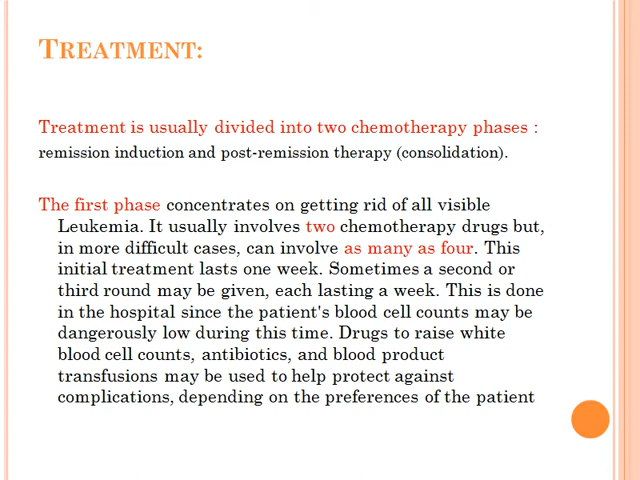 TREATMENT:
Treatment is usually divided into two chemotherapy phases :
remission induction and post-remission therapy (consolidation).
The first phase concentrates on getting rid of all visible
Leukemia. It usually involves two chemotherapy drugs but,
in more difficult cases, can involve as many as four. This
initial treatment lasts one week. Sometimes a second or
third round may be given, each lasting a week. This is done
in the hospital since the patient's blood cell counts may be
dangerously low during this time. Drugs to raise white
blood cell counts, antibiotics, and blood product
transfusions may be used to help protect against
complications, depending on the preferences of the patient